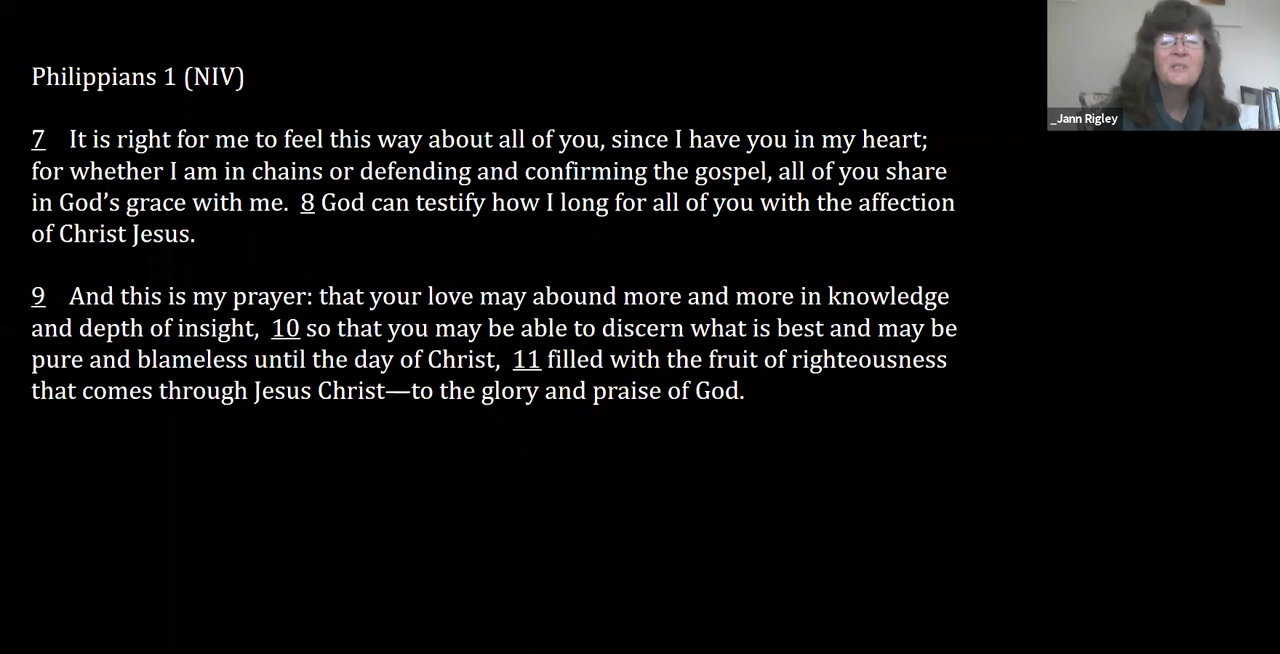 Philippians 1 (NIV)
7 It is right for me to feel this way about all of you, since I have you in my heart;
for whether I am in chains or defending and confirming the gospel, all of you share
in God’s grace with me. 8 God can testify how I long for all of you with the affection
of Christ Jesus.
9 And this is my prayer: that your love may abound more and more in knowledge
and depth of insight, 10 so that you may be able to discern what is best and may be
pure and blameless until the day of Christ, 11 filled with the fruit of righteousness
that comes through Jesus Christ—to the glory and praise of God.
_Jann Rigley